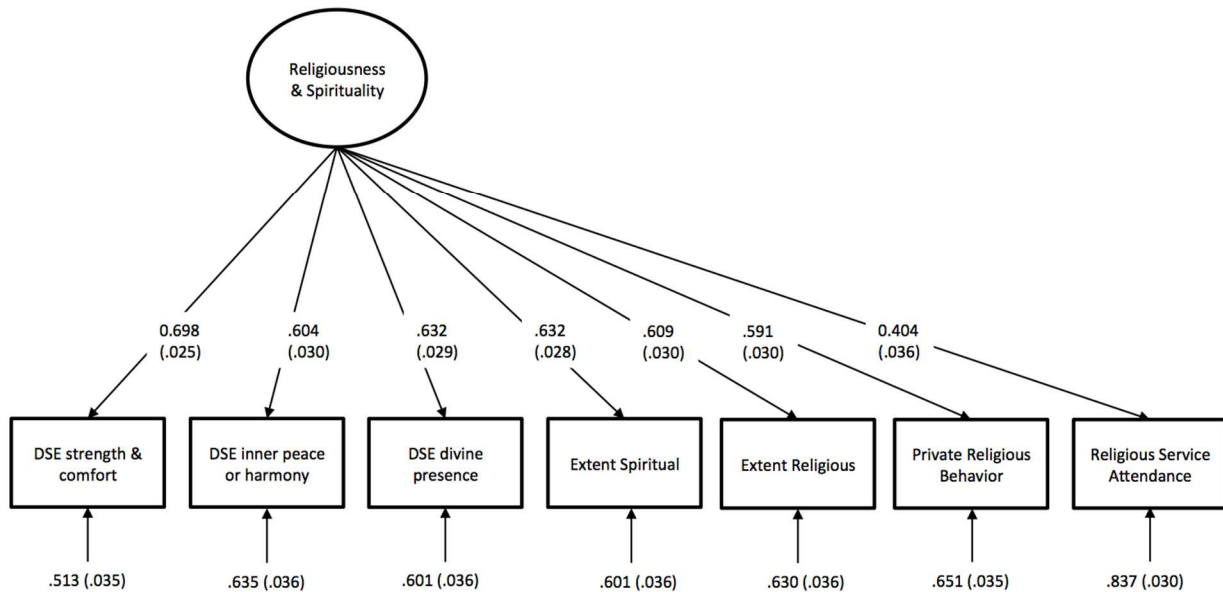 Religiousness
& Spirituality
0.698 .604 .632 .632 .609 .591 0.404
(.025) (.030) (.029) (.028) (.030) (.030) (.036)
DSE strength &
comfort
DSE inner peace
or harmony
DSE divine
presence
Extent Spiritual
Extent Religious
Private Religious
Behavior
Religious Service
Attendance
.513 (.035) .635 (.036) .601 (.036) .601 (.036) .630 (.036) .651 (.035) .837 (.030)